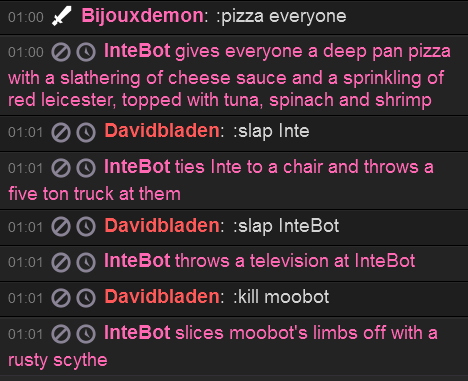 01:00 Bijouxdemon: :pizza everyone
01:00 InteBot gives everyone a deep pan pizza
with a slathering of cheese sauce and a sprinkling of
red leicester, topped with tuna, spinach and shrimp
01:01 Davidbladen: :slap Inte
01:01 InteBot ties Inte to a chair and throws a
five ton truck at them
01:01 Davidbladen: :slap InteBot
01:01 InteBot throws a television at InteBot
01:01 Davidbladen: :kill moobot
01:01 InteBot slices moobot's limbs off with a
rusty scythe